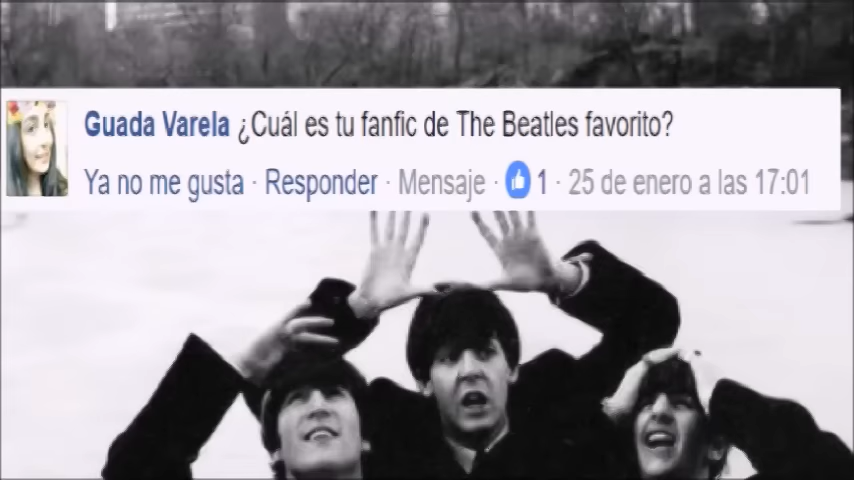 Guada Varela ¿Cuál es tu fanfic de The Beatles favorito?
Ya no me gusta · Responder · Mensaje · 1 · 25 de enero a las 17:01